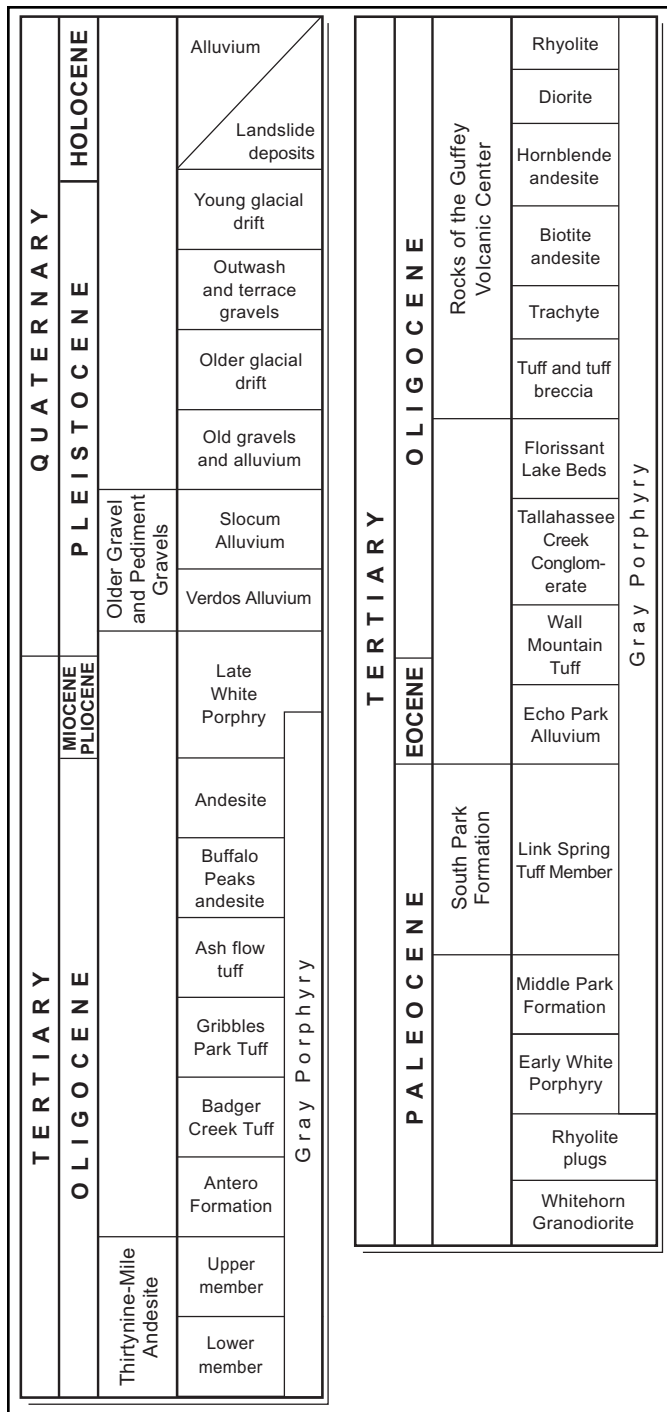 QUATERNARY
HOLOCENE
Alluvium
Landslide
deposits
PLEISTOCENE
Young glacial
drift
Outwash
and terrace
gravels
Older glacial
drift
Old gravels
and alluvium
Older Gravel
and Pediment
Gravels
Slocum
Alluvium
Verdos Alluvium
TERTIARY
MIOCENE
PLIOCENE
Late
White
Porphry
OLIGOCENE
Andesite
Buffalo
Peaks
andesite
Ash flow
tuff
Gribbles
Park Tuff
Badger
Creek Tuff
Antero
Formation
Thirtynine-Mile
Andesite
Upper
member
Lower
member
Gray Porphyry
TERTIARY
OLIGOCENE
Rocks of the Guffey
Volcanic Center
Rhyolite
Diorite
Hornblende
andesite
Biotite
andesite
Trachyte
Tuff and tuff
breccia
Florissant
Lake Beds
Tallahassee
Creek
Conglom-
erate
Wall
Mountain
Tuff
EOCENE
Echo Park
Alluvium
PALEOCENE
South Park
Formation
Link Spring
Tuff Member
Middle Park
Formation
Early White
Porphyry
Gray Porphyry
Rhyolite
plugs
Whitehorn
Granodiorite